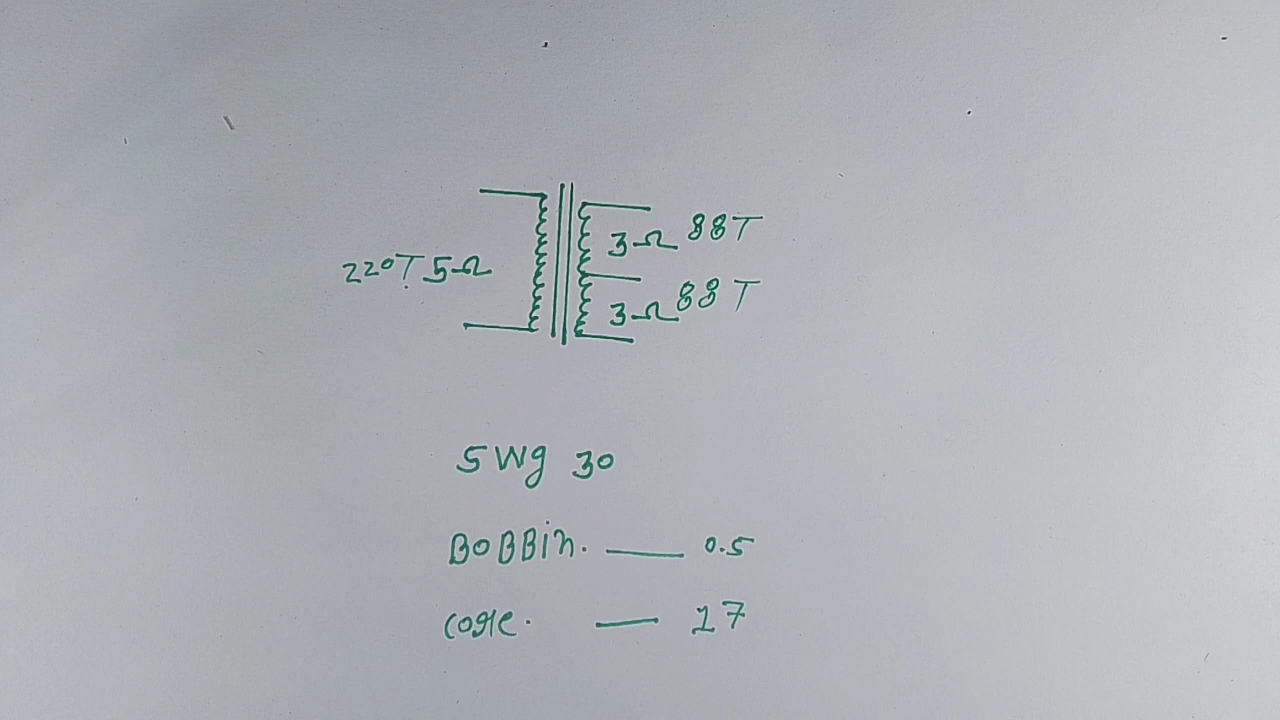 3Ω 88T
220T 5Ω
3Ω 88T
SWg 30
BOBBin. — 0.5
core. — 17